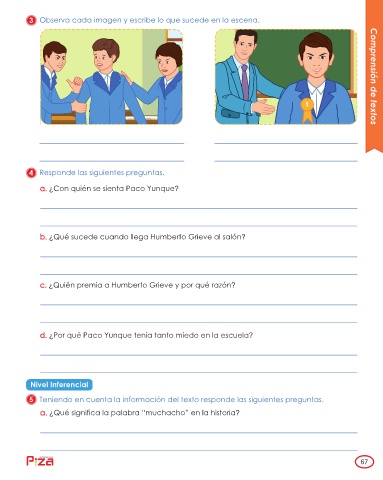 3 Observa cada imagen y escribe lo que sucede en la escena.
Comprensión de textos
4 Responde las siguientes preguntas.
a. ¿Con quién se sienta Paco Yunque?
b. ¿Qué sucede cuando llega Humberto Grieve al salón?
c. ¿Quién premia a Humberto Grieve y por qué razón?
d. ¿Por qué Paco Yunque tenía tanto miedo en la escuela?
Nivel Inferencial
5 Teniendo en cuenta la información del texto responde las siguientes preguntas.
a. ¿Qué significa la palabra “muchacho” en la historia?
PIZA
67